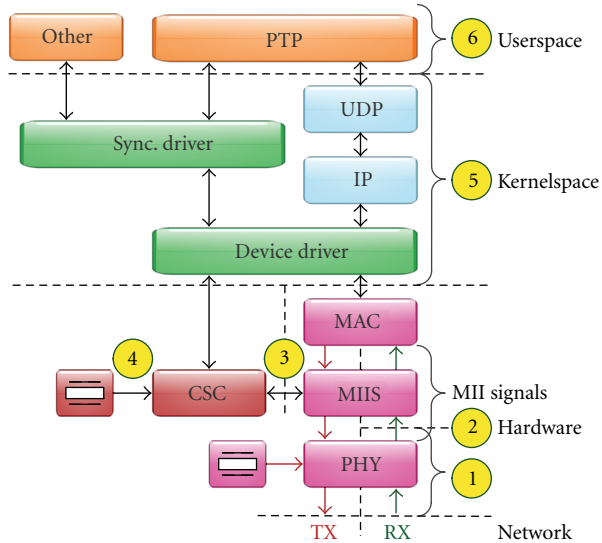 Other
PTP
6
Userspace
UDP
Sync. driver
IP
5
Kernelspace
Device driver
MAC
4
3
MII signals
CSC
MIIS
2
Hardware
PHY
1
TX
RX
Network